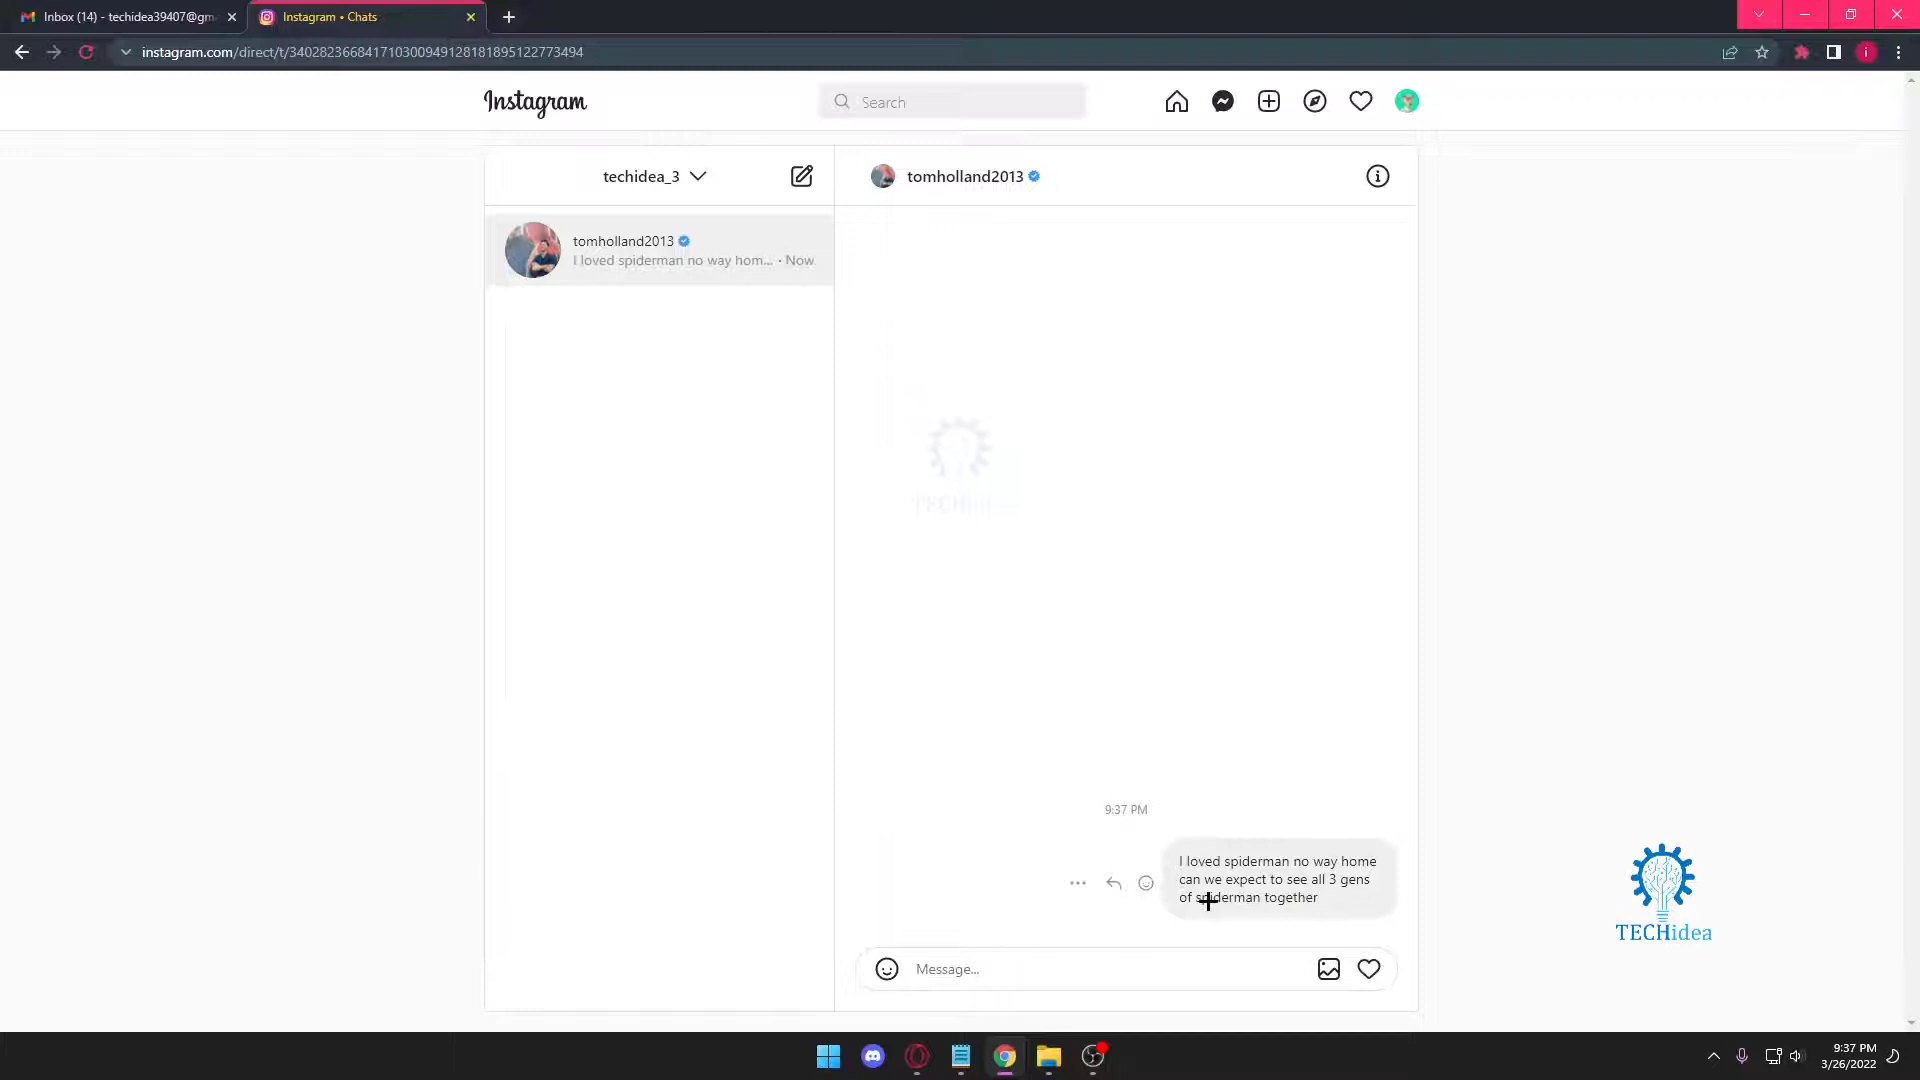 Inbox (14) - techidea39407@gm
Instagram • Chats
instagram.com/direct/t/340282366841710300949128181895122773494
i
Instagram
Search
techidea_3
tomholland2013
tomholland2013
I loved spiderman no way hom... · Now
TECHidea
9:37 PM
I loved spiderman no way home
can we expect to see all 3 gens
of spiderman together
TECHidea
Message...
9:37 PM
3/26/2022